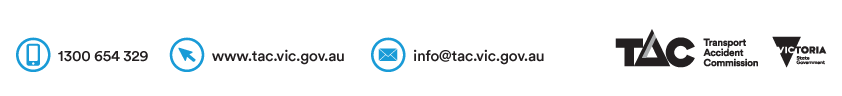 1300 654 329
www.tac.vic.gov.au
info@tac.vic.gov.au
TAC
Transport
Accident
Commission
VICTORIA
State
Government